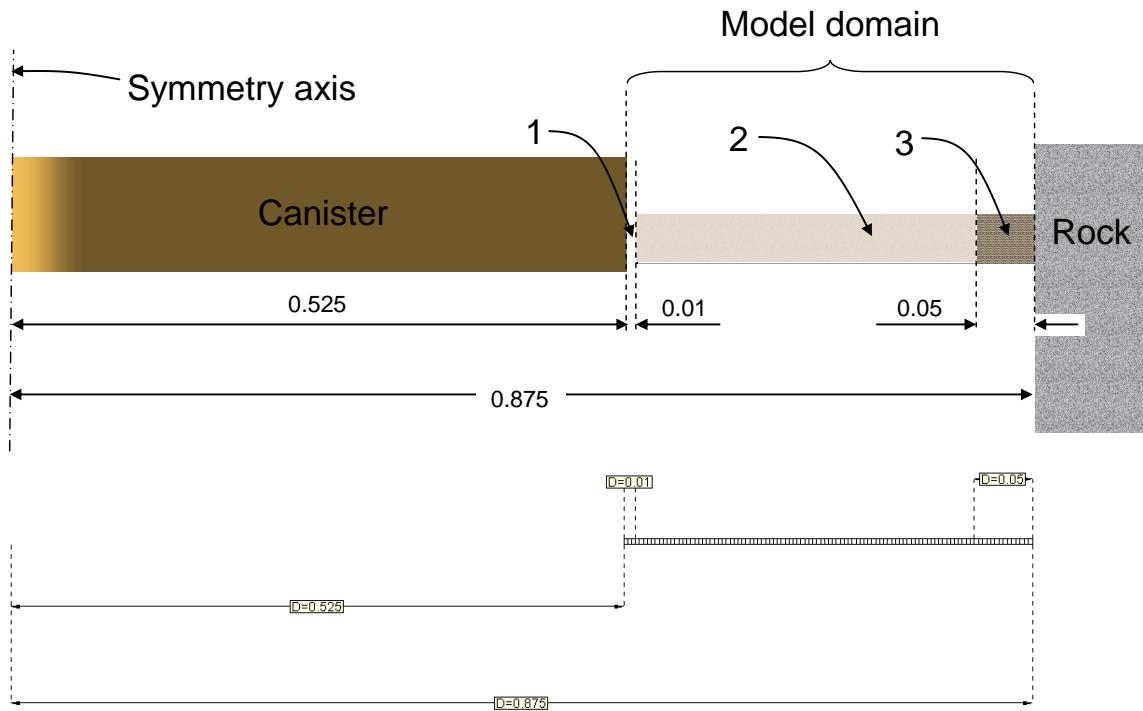 Model domain
Symmetry axis
1
2
3
Canister
Rock
0.525
0.01
0.05
0.875
D=0.01
D=0.05
D=0.525
D=0.875